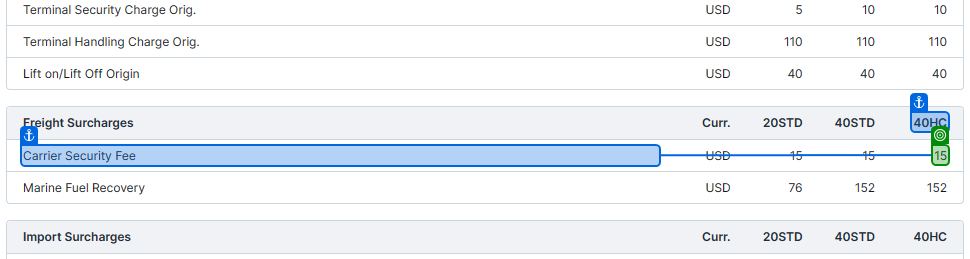 Terminal Security Charge Orig. USD 5 10 10
Terminal Handling Charge Orig. USD 110 110 110
Lift on/Lift Off Origin USD 40 40 40
Freight Surcharges Curr. 20STD 40STD 40HC
Carrier Security Fee USD 15 15 15
Marine Fuel Recovery USD 76 152 152
Import Surcharges Curr. 20STD 40STD 40HC